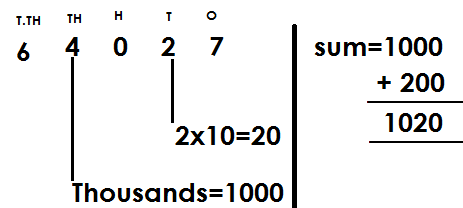 T.TH TH H T O
6 4 0 2 7
2x10=20
Thousands=1000
sum=1000
+ 200
1020